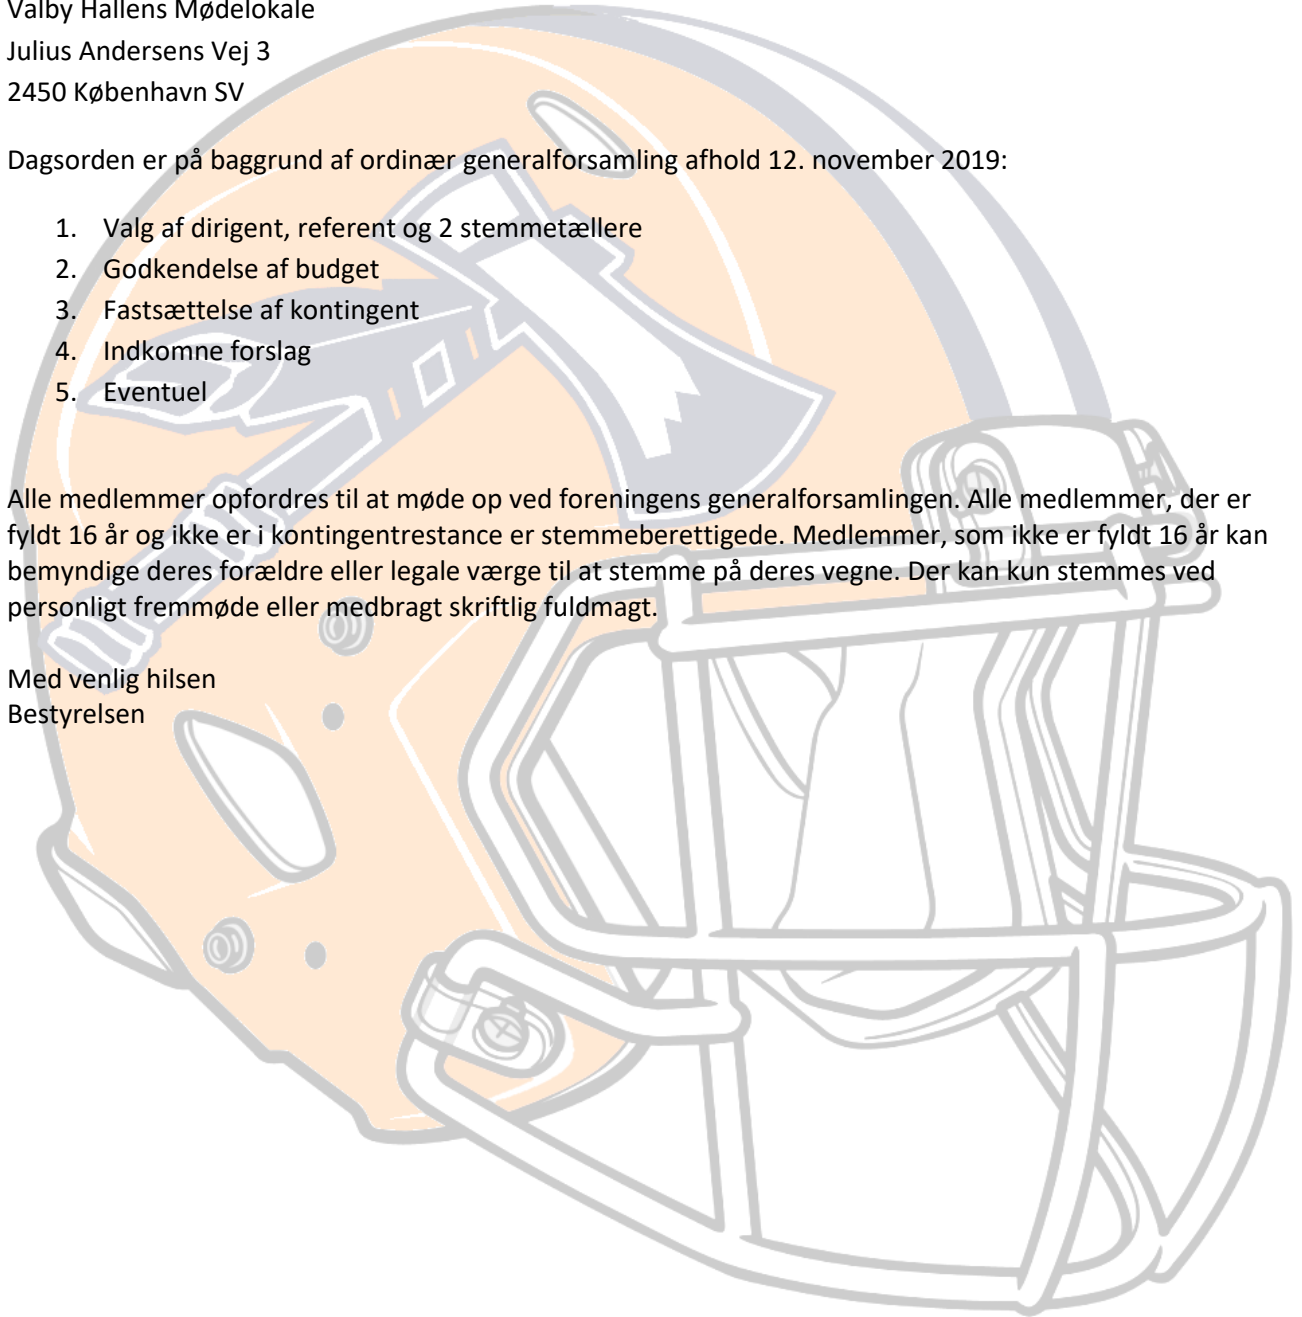 Valby Hallens Mødelokale
Julius Andersens Vej 3
2450 København SV
Dagsorden er på baggrund af ordinær generalforsamling afhold 12. november 2019:
1. Valg af dirigent, referent og 2 stemmetællere
2. Godkendelse af budget
3. Fastsættelse af kontingent
4. Indkomne forslag
5. Eventuel
Alle medlemmer opfordres til at møde op ved foreningens generalforsamlingen. Alle medlemmer, der er
fyldt 16 år og ikke er i kontingentrestance er stemmeberettigede. Medlemmer, som ikke er fyldt 16 år kan
bemyndige deres forældre eller legale værge til at stemme på deres vegne. Der kan kun stemmes ved
personligt fremmøde eller medbragt skriftlig fuldmagt.
Med venlig hilsen
Bestyrelsen